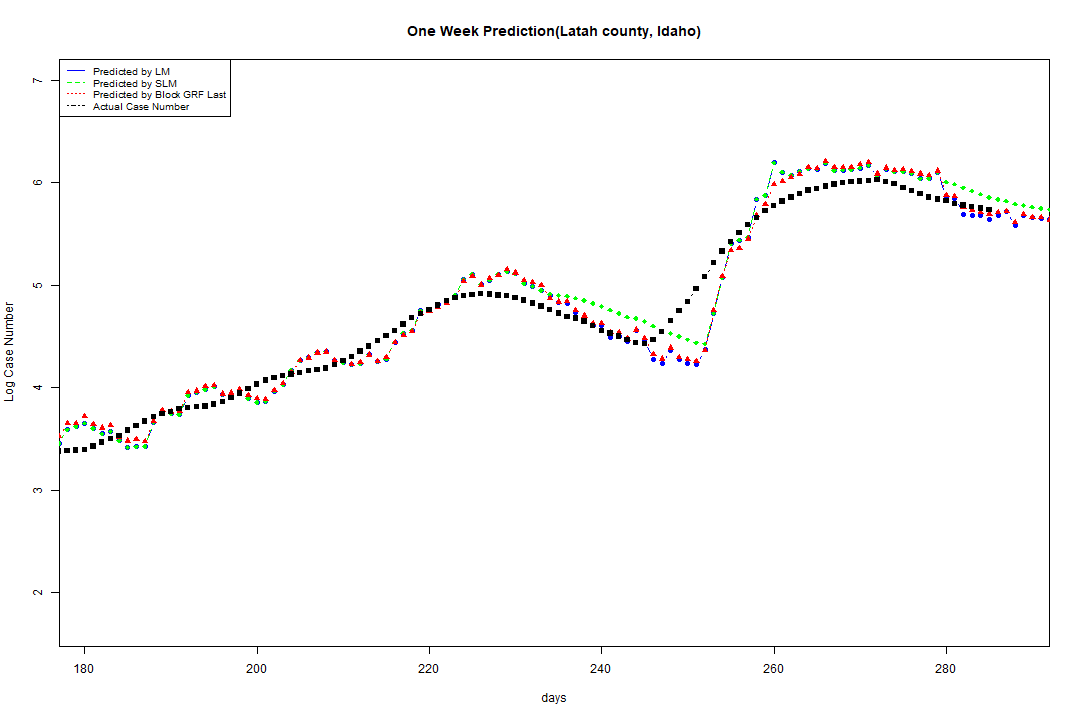 One Week Prediction(Latah county, Idaho)
Predicted by LM
Predicted by SLM
Predicted by Block GRF Last
Actual Case Number
7
6
5
4
3
2
Log Case Number
180 200 220 240 260 280
days